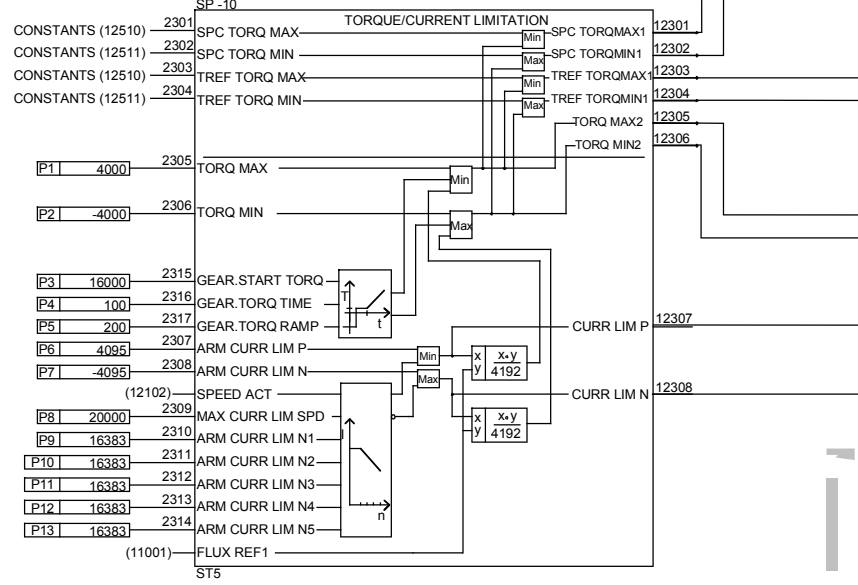 SP -10
TORQUE/CURRENT LIMITATION
CONSTANTS (12510) 2301 SPC TORQ MAX Min SPC TORQMAX1 12301
CONSTANTS (12511) 2302 SPC TORQ MIN Max SPC TORQMIN1 12302
CONSTANTS (12510) 2303 TREF TORQ MAX Min TREF TORQMAX1 12303
CONSTANTS (12511) 2304 TREF TORQ MIN Max TREF TORQMIN1 12304
TORQ MAX2 12305
TORQ MIN2 12306
P1 4000 2305 TORQ MAX Min
P2 -4000 2306 TORQ MIN Max
P3 16000 2315 GEAR.START TORQ
P4 100 2316 GEAR.TORQ TIME T
P5 200 2317 GEAR.TORQ RAMP t CURR LIM P 12307
P6 4095 2307 ARM CURR LIM P Min x y x•y 4192
P7 -4095 2308 ARM CURR LIM N Max
(12102) SPEED ACT CURR LIM N 12308
P8 20000 2309 MAX CURR LIM SPD x y x•y 4192
P9 16383 2310 ARM CURR LIM N1 I
P10 16383 2311 ARM CURR LIM N2
P11 16383 2312 ARM CURR LIM N3
P12 16383 2313 ARM CURR LIM N4 n
P13 16383 2314 ARM CURR LIM N5
(11001) FLUX REF1
ST5